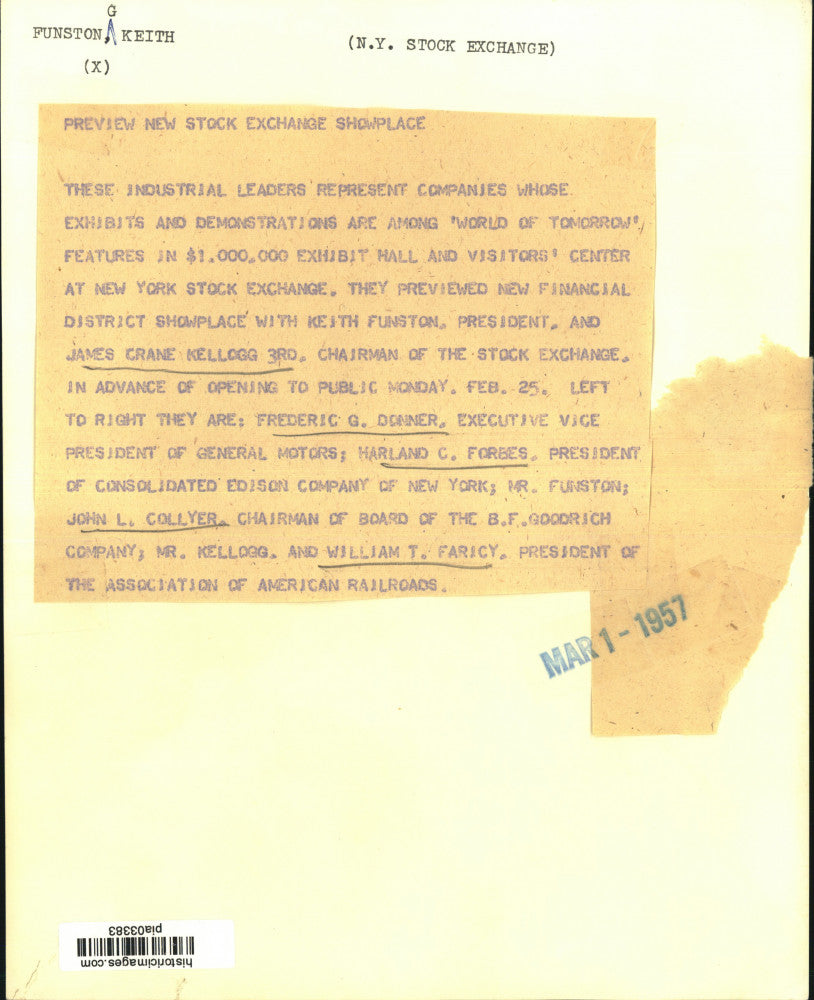 G
FUNSTON, KEITH
(N.Y. STOCK EXCHANGE)
(X)
PREVIEW NEW STOCK EXCHANGE SHOWPLACE
THESE INDUSTRIAL LEADERS REPRESENT COMPANIES WHOSE
EXHIBITS AND DEMONSTRATIONS ARE AMONG 'WORLD OF TOMORROW'
FEATURES IN $1,000,000 EXHIBIT HALL AND VISITORS' CENTER
AT NEW YORK STOCK EXCHANGE. THEY PREVIEWED NEW FINANCIAL
DISTRICT SHOWPLACE WITH KEITH FUNSTON, PRESIDENT, AND
JAMES CRANE KELLOGG 3RD, CHAIRMAN OF THE STOCK EXCHANGE,
IN ADVANCE OF OPENING TO PUBLIC MONDAY, FEB. 25. LEFT
TO RIGHT THEY ARE: FREDERIC G. DONNER, EXECUTIVE VICE
PRESIDENT OF GENERAL MOTORS; HARLAND C. FORBES, PRESIDENT
OF CONSOLIDATED EDISON COMPANY OF NEW YORK; MR. FUNSTON;
JOHN L. COLLYER, CHAIRMAN OF BOARD OF THE B.F.GOODRICH
COMPANY; MR. KELLOGG, AND WILLIAM T. FARICY, PRESIDENT OF
THE ASSOCIATION OF AMERICAN RAILROADS.
MAR 1 - 1957
historicimages.com
pia03383